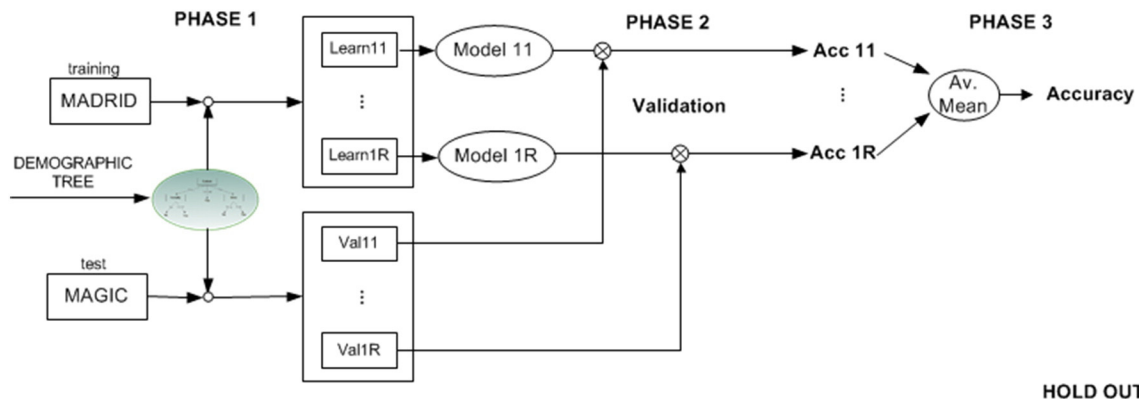 PHASE 1
PHASE 2
PHASE 3
training
MADRID
DEMOGRAPHIC
TREE
test
MAGIC
Learn11
Learn1R
Val11
Val1R
Model 11
Model 1R
Validation
Acc 11
Acc 1R
Av.
Mean
Accuracy
HOLD OUT